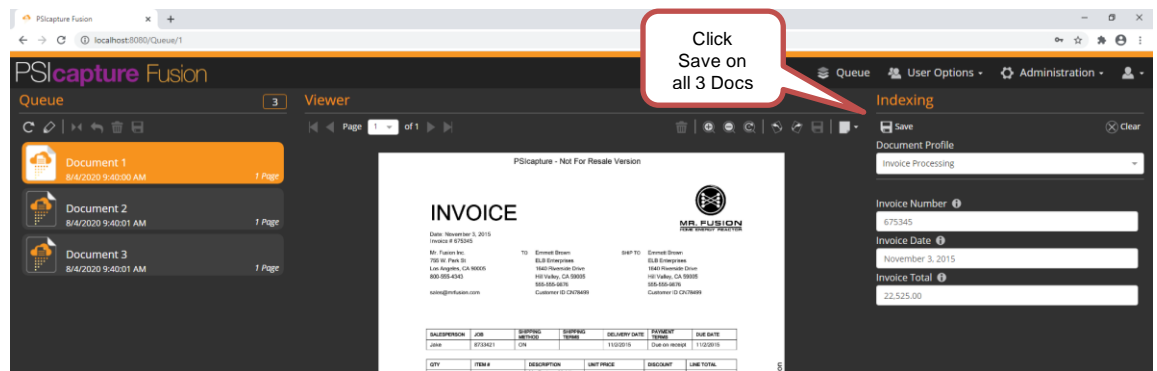 PSIcapture Fusion
localhost:8080/Queue/1
Click
Save on
all 3 Docs
PSIcapture Fusion
Queue
User Options
Administration
Queue
3
Viewer
Indexing
Page 1 of 1
Save
Clear
Document 1
8/4/2020 9:40:00 AM
1 Page
Document 2
8/4/2020 9:40:01 AM
1 Page
Document 3
8/4/2020 9:40:01 AM
1 Page
PSIcapture - Not For Resale Version
INVOICE
MR. FUSION
HOME ENERGY REACTOR
Date: November 3, 2015
Invoice # 675345
Mr. Fusion Inc.
755 W. Park St
Los Angeles, CA 90005
800-555-4343
sales@mrfusion.com
TO
Emmett Brown
ELB Enterprises
1640 Riverside Drive
Hill Valley, CA 59005
555-555-8676
Customer ID CN78499
SHIP TO
Emmett Brown
ELB Enterprises
1640 Riverside Drive
Hill Valley, CA 59005
555-555-8676
Customer ID CN78499
SALESPERSON JOB SHIPPING METHOD SHIPPING TERMS DELIVERY DATE PAYMENT TERMS DUE DATE
Jake 8733421 ON 11/2/2015 Due on receipt 11/2/2015
QTY ITEM # DESCRIPTION UNIT PRICE DISCOUNT LINE TOTAL
Document Profile
Invoice Processing
Invoice Number
675345
Invoice Date
November 3, 2015
Invoice Total
22,525.00